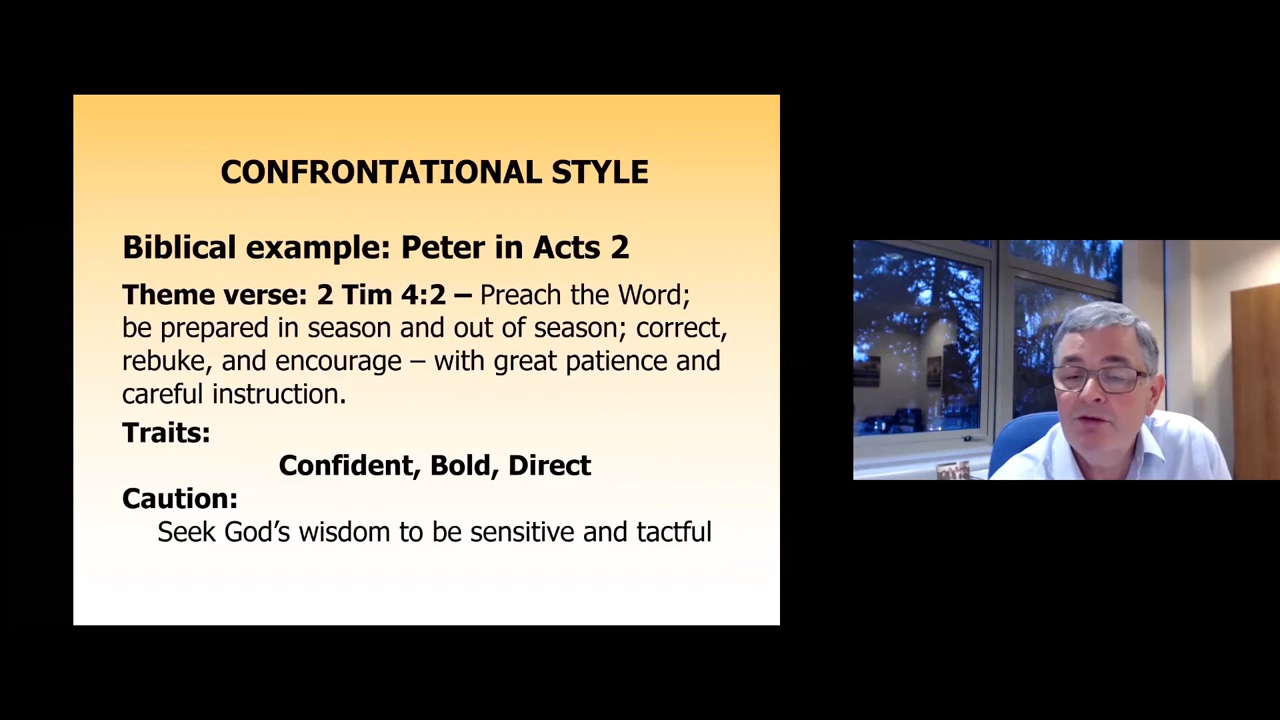 CONFRONTATIONAL STYLE
Biblical example: Peter in Acts 2
Theme verse: 2 Tim 4:2 – Preach the Word;
be prepared in season and out of season; correct,
rebuke, and encourage – with great patience and
careful instruction.
Traits:
Confident, Bold, Direct
Caution:
Seek God’s wisdom to be sensitive and tactful